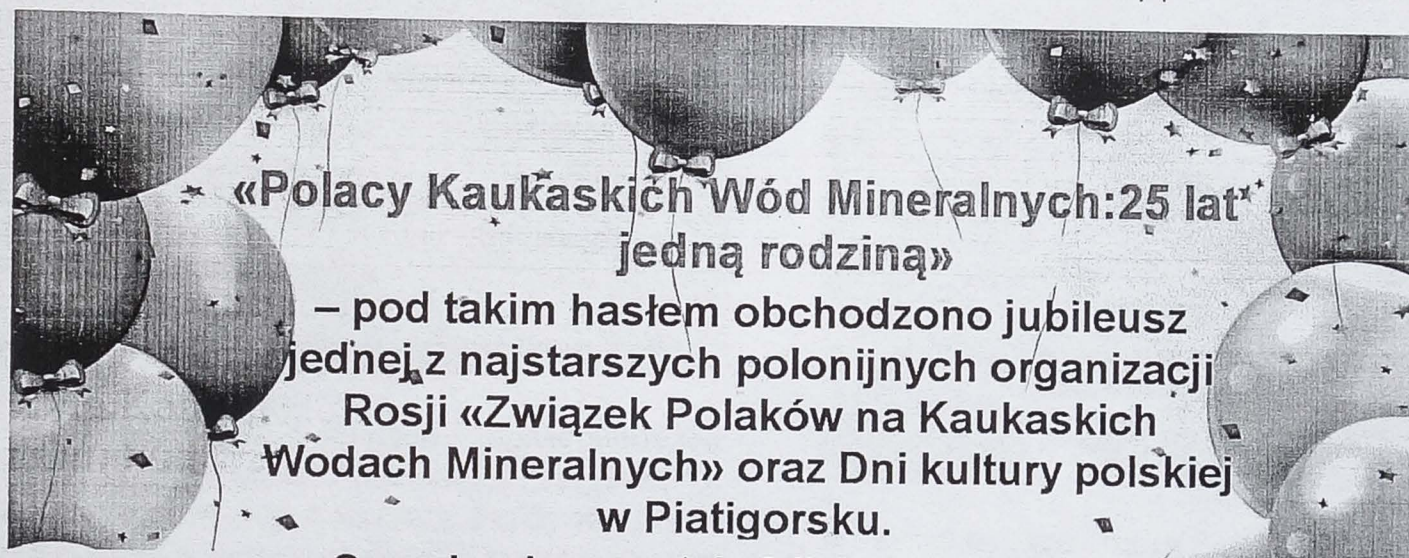 «Polacy Kaukaskich Wód Mineralnych:25 lat
jedną rodziną»
– pod takim hasłem obchodzono jubileusz
jednej z najstarszych polonijnych organizacji
Rosji «Związek Polaków na Kaukaskich
Wodach Mineralnych» oraz Dni kultury polskiej
w Piatigorsku.